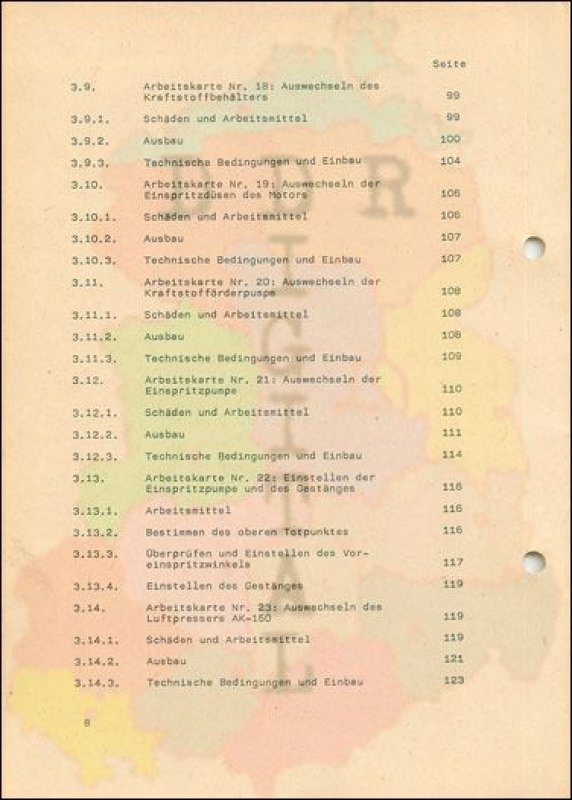 Seite
3.9. Arbeitskarte Nr. 18: Auswechseln des
Kraftstoffbehälters 99
3.9.1. Schäden und Arbeitsmittel 99
3.9.2. Ausbau 100
3.9.3. Technische Bedingungen und Einbau 104
3.10. Arbeitskarte Nr. 19: Auswechseln der
Einspritzdüsen des Motors 106
3.10.1. Schäden und Arbeitsmittel 106
3.10.2. Ausbau 107
3.10.3. Technische Bedingungen und Einbau 107
3.11. Arbeitskarte Nr. 20: Auswechseln der
Kraftstofförderpumpe 108
3.11.1. Schäden und Arbeitsmittel 108
3.11.2. Ausbau 108
3.11.3. Technische Bedingungen und Einbau 109
3.12. Arbeitskarte Nr. 21: Auswechseln der
Einspritzpumpe 110
3.12.1. Schäden und Arbeitsmittel 110
3.12.2. Ausbau 111
3.12.3. Technische Bedingungen und Einbau 114
3.13. Arbeitskarte Nr. 22: Einstellen der
Einspritzpumpe und des Gestänges 116
3.13.1. Arbeitsmittel 116
3.13.2. Bestimmen des oberen Totpunktes 116
3.13.3. Überprüfen und Einstellen des Vor-
einspritzwinkels 117
3.13.4. Einstellen des Gestänges 119
3.14. Arbeitskarte Nr. 23: Auswechseln des
Luftpressers AK-150 119
3.14.1. Schäden und Arbeitsmittel 119
3.14.2. Ausbau 121
3.14.3. Technische Bedingungen und Einbau 123
8
DDR
DIGITAL